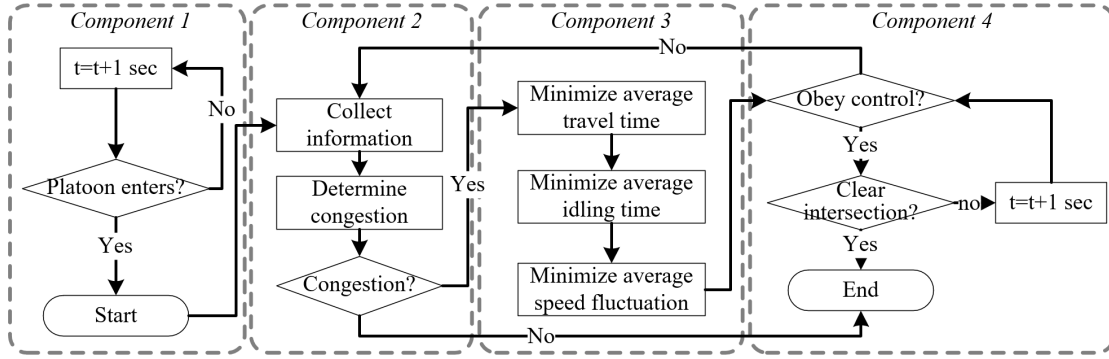 Component 1
t=t+1 sec
No
Platoon enters?
Yes
Start
Component 2
Collect
information
Determine
congestion
Congestion?
Yes
No
Component 3
Minimize average
travel time
Minimize average
idling time
Minimize average
speed fluctuation
No
Component 4
Obey control?
Yes
Clear
intersection?
no
t=t+1 sec
Yes
End